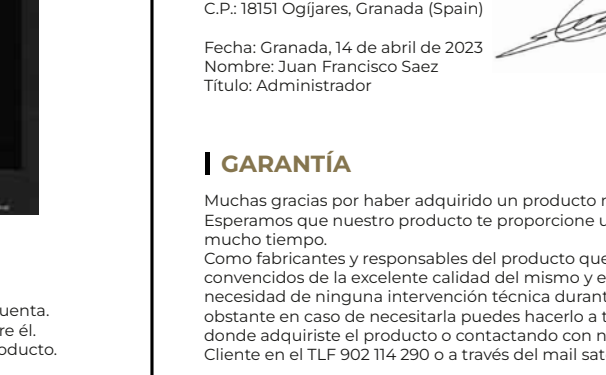 C.P.: 18151 Ogíjares, Granada (Spain)
Fecha: Granada, 14 de abril de 2023
Nombre: Juan Francisco Saez
Título: Administrador
GARANTÍA
Muchas gracias por haber adquirido un producto
Esperamos que nuestro producto te proporcione
mucho tiempo.
Como fabricantes y responsables del producto que
convencidos de la excelente calidad del mismo y
necesidad de ninguna intervención técnica
obstante en caso de necesitarla puedes hacerlo a
donde adquiriste el producto o contactando con
Cliente en el TLF 902 114 290 o a través del mail
uenta.
re él.
oducto.